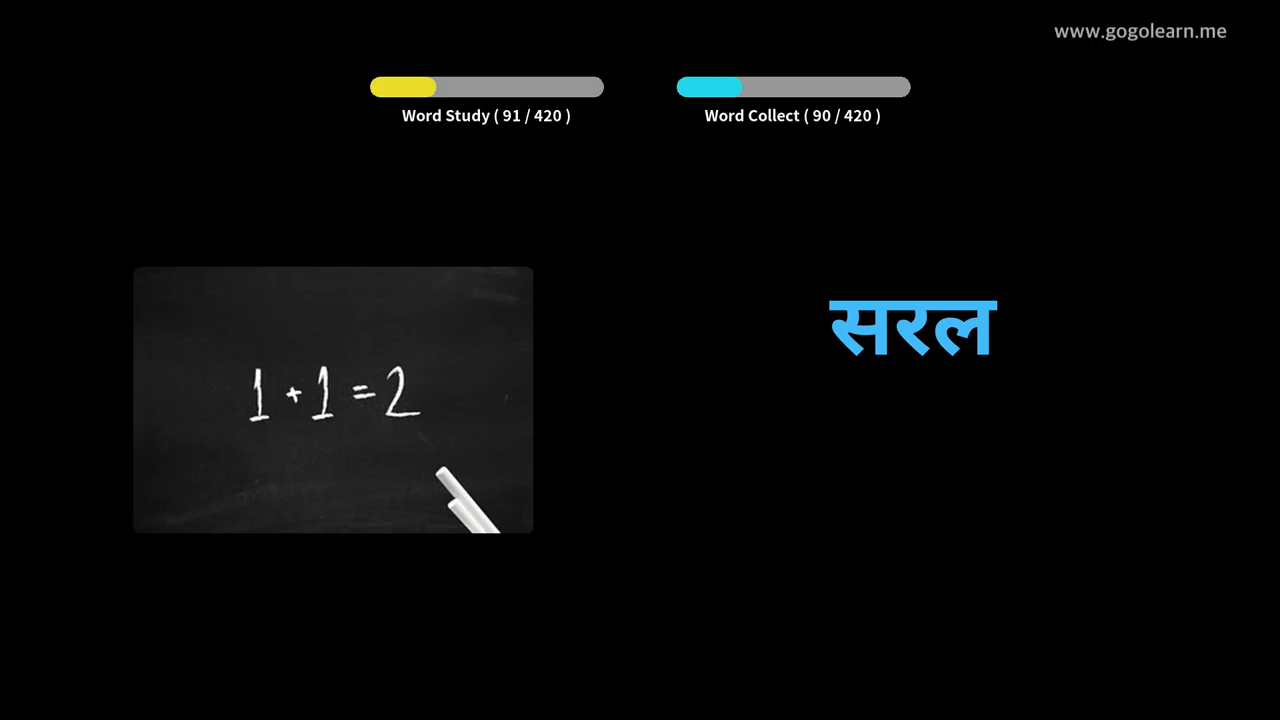 www.gogolearn.me
Word Study ( 91 / 420 )
Word Collect ( 90 / 420 )
सरल
1 + 1 = 2